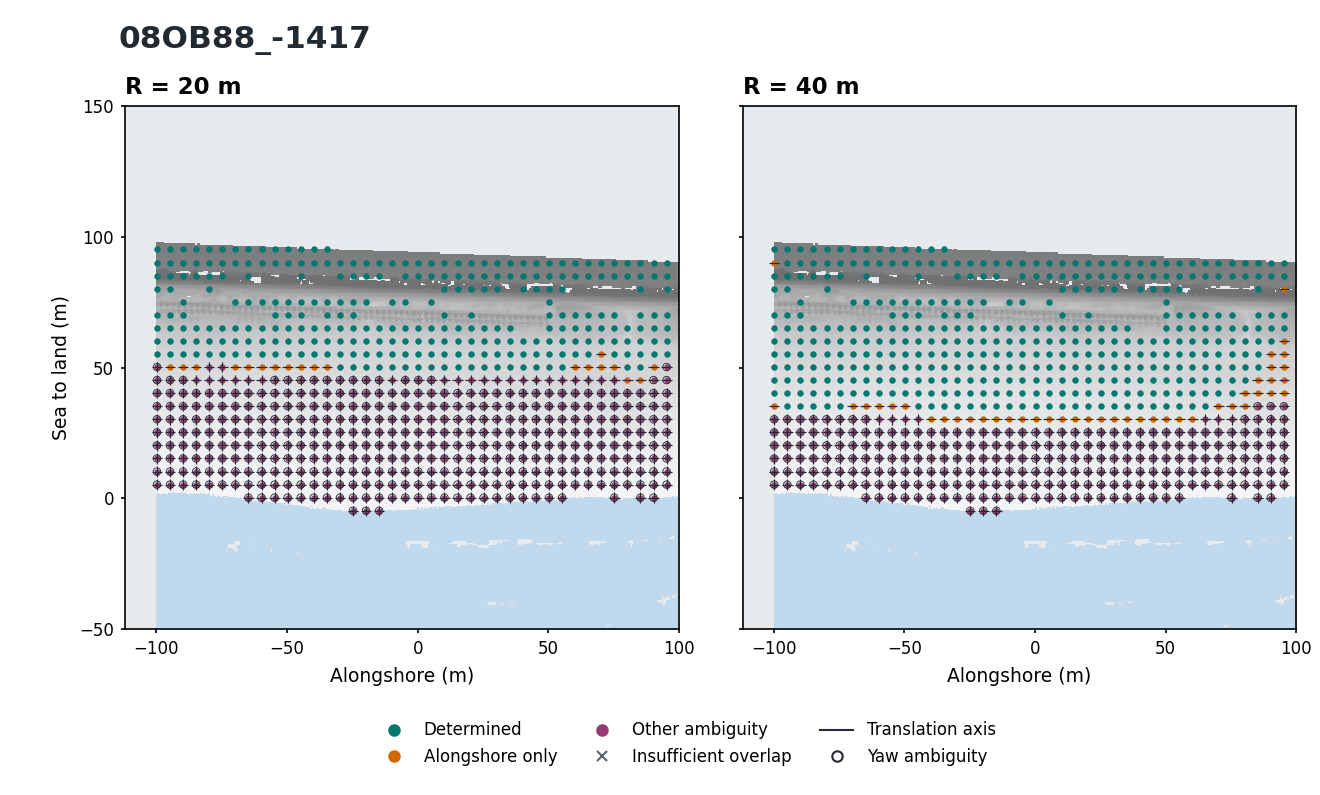 08OB88_-1417
R = 20 m
R = 40 m
150
100
50
0
−50
Sea to land (m)
−100
−50
0
50
100
−100
−50
0
50
100
Alongshore (m)
Alongshore (m)
Determined
Other ambiguity
Translation axis
Alongshore only
Insufficient overlap
Yaw ambiguity